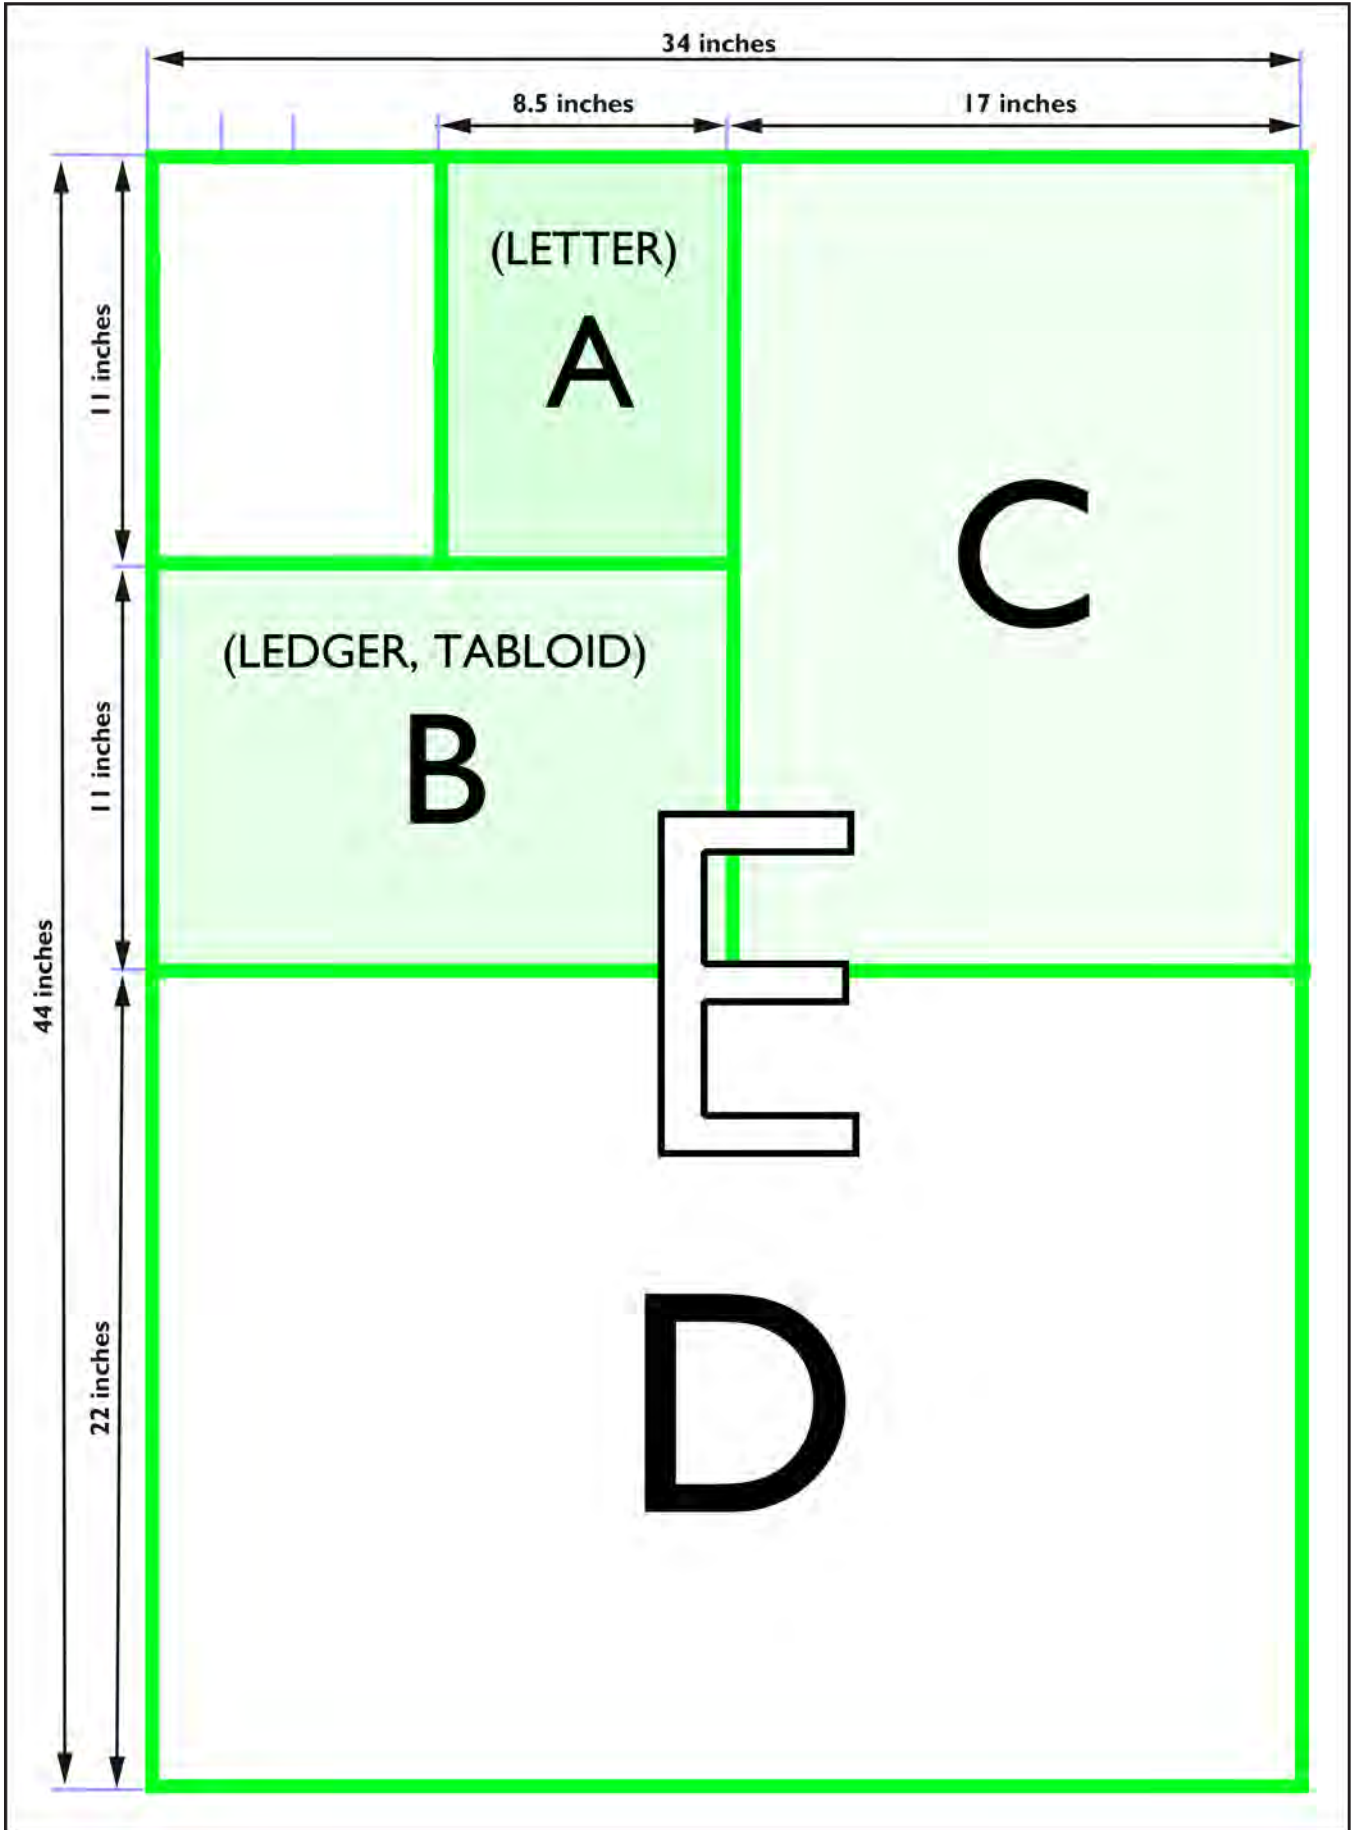 34 inches
8.5 inches
17 inches
(LETTER)
A
11 inches
C
(LEDGER, TABLOID)
B
11 inches
E
44 inches
D
22 inches